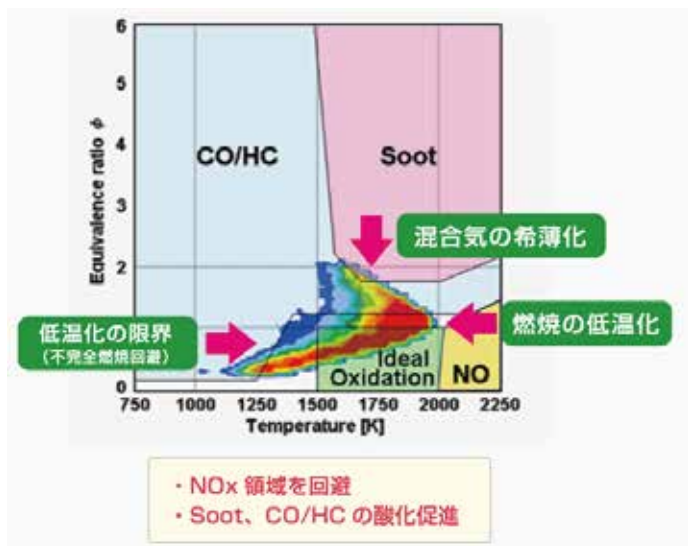 6
5
4
3
2
1
0
Equivalence ratio φ
CO/HC
Soot
混合気の希薄化
低温化の限界
（不完全燃焼回避）
燃焼の低温化
Ideal
Oxidation
NO
750 1000 1250 1500 1750 2000 2250
Temperature [K]
・NOx 領域を回避
・Soot、CO/HC の酸化促進